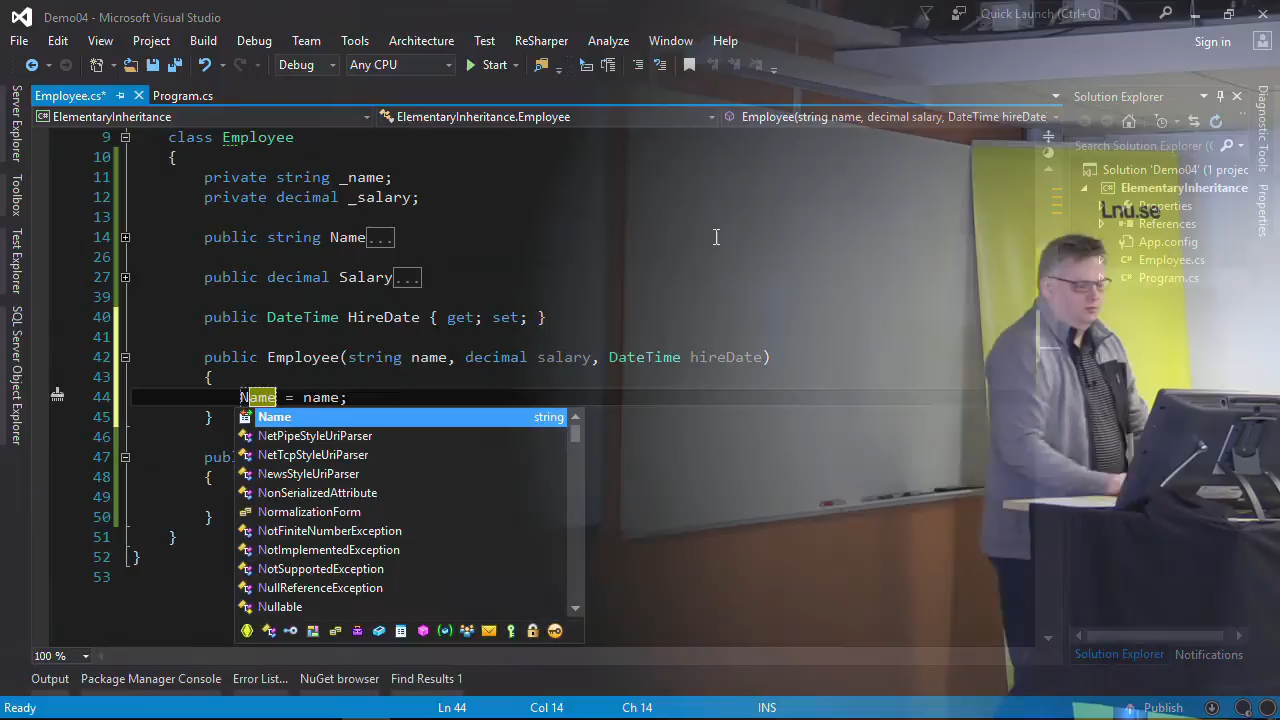 Demo04 - Microsoft Visual Studio
Quick Launch (Ctrl+Q)
File Edit View Project Build Debug Team Tools Architecture Test ReSharper Analyze Window Help
Sign in
Debug Any CPU Start
Employee.cs* Program.cs
Solution Explorer
ElementaryInheritance ElementaryInheritance.Employee Employee(string name, decimal salary, DateTime hireDate
Server Explorer
Toolbox
Test Explorer
SQL Server Object Explorer
9 class Employee
10 {
11 private string _name;
12 private decimal _salary;
13
14 public string Name...
26
27 public decimal Salary...
39
40 public DateTime HireDate { get; set; }
41
42 public Employee(string name, decimal salary, DateTime hireDate)
43 {
44 Name = name;
45 }
46
47 pub
48 {
49
50 }
51 }
52 }
53
Name string
NetPipeStyleUriParser
NetTcpStyleUriParser
NewsStyleUriParser
NonSerializedAttribute
NormalizationForm
NotFiniteNumberException
NotImplementedException
NotSupportedException
NullReferenceException
Nullable
Search Solution Explorer
Solution 'Demo04' (1 projec
ElementaryInheritance
Properties
Lnu.se
References
App.config
Employee.cs
Program.cs
Diagnostic Tools
Properties
Solution Explorer Notifications
100 %
Output Package Manager Console Error List... NuGet browser Find Results 1
Ready Ln 44 Col 14 Ch 14 INS Publish